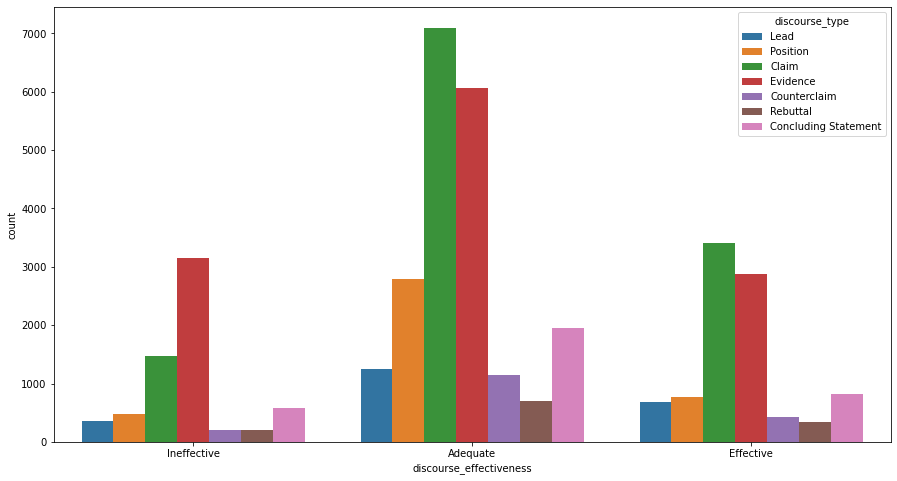 discourse_type
Lead
Position
Claim
Evidence
Counterclaim
Rebuttal
Concluding Statement
7000
6000
5000
4000
3000
2000
1000
0
count
Ineffective Adequate Effective
discourse_effectiveness